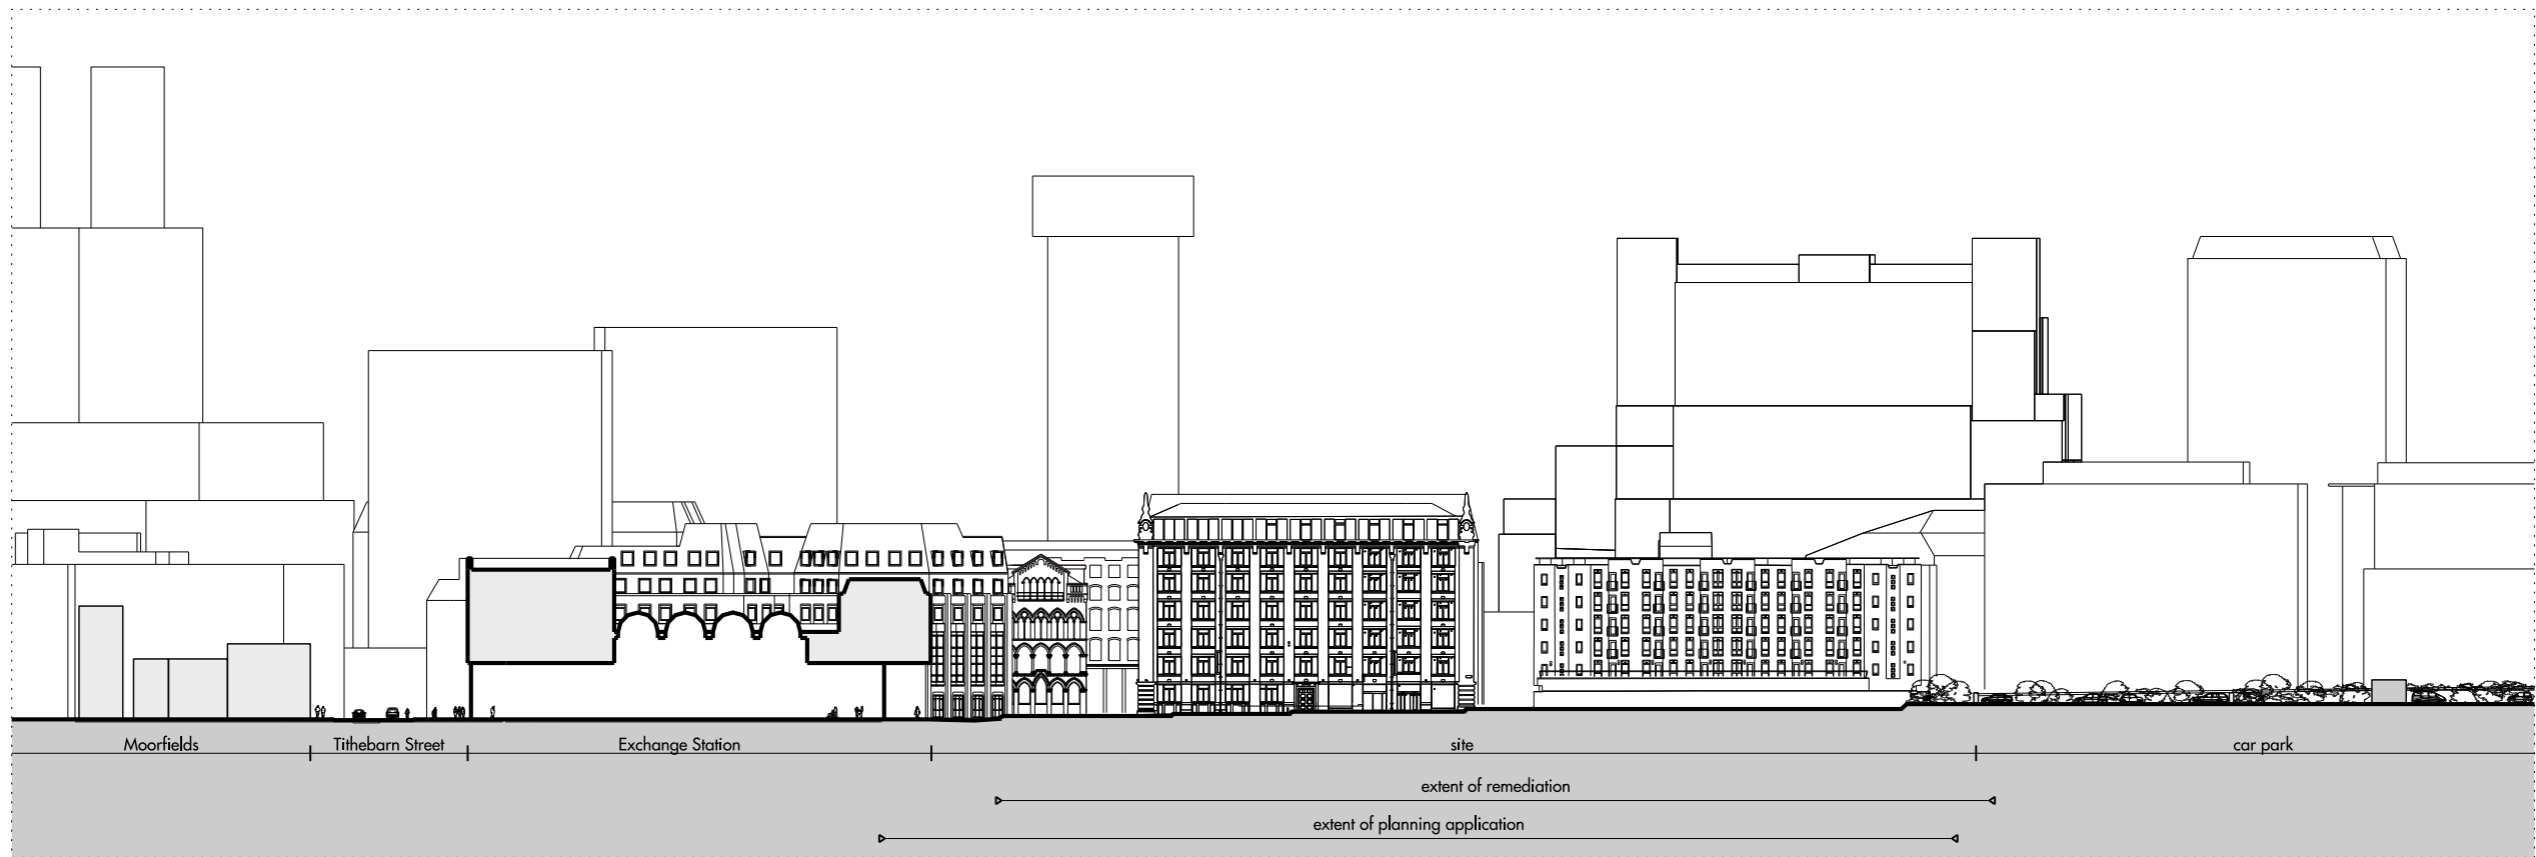 Moorfields
Tithebarn Street
Exchange Station
site
car park
extent of remediation
extent of planning application